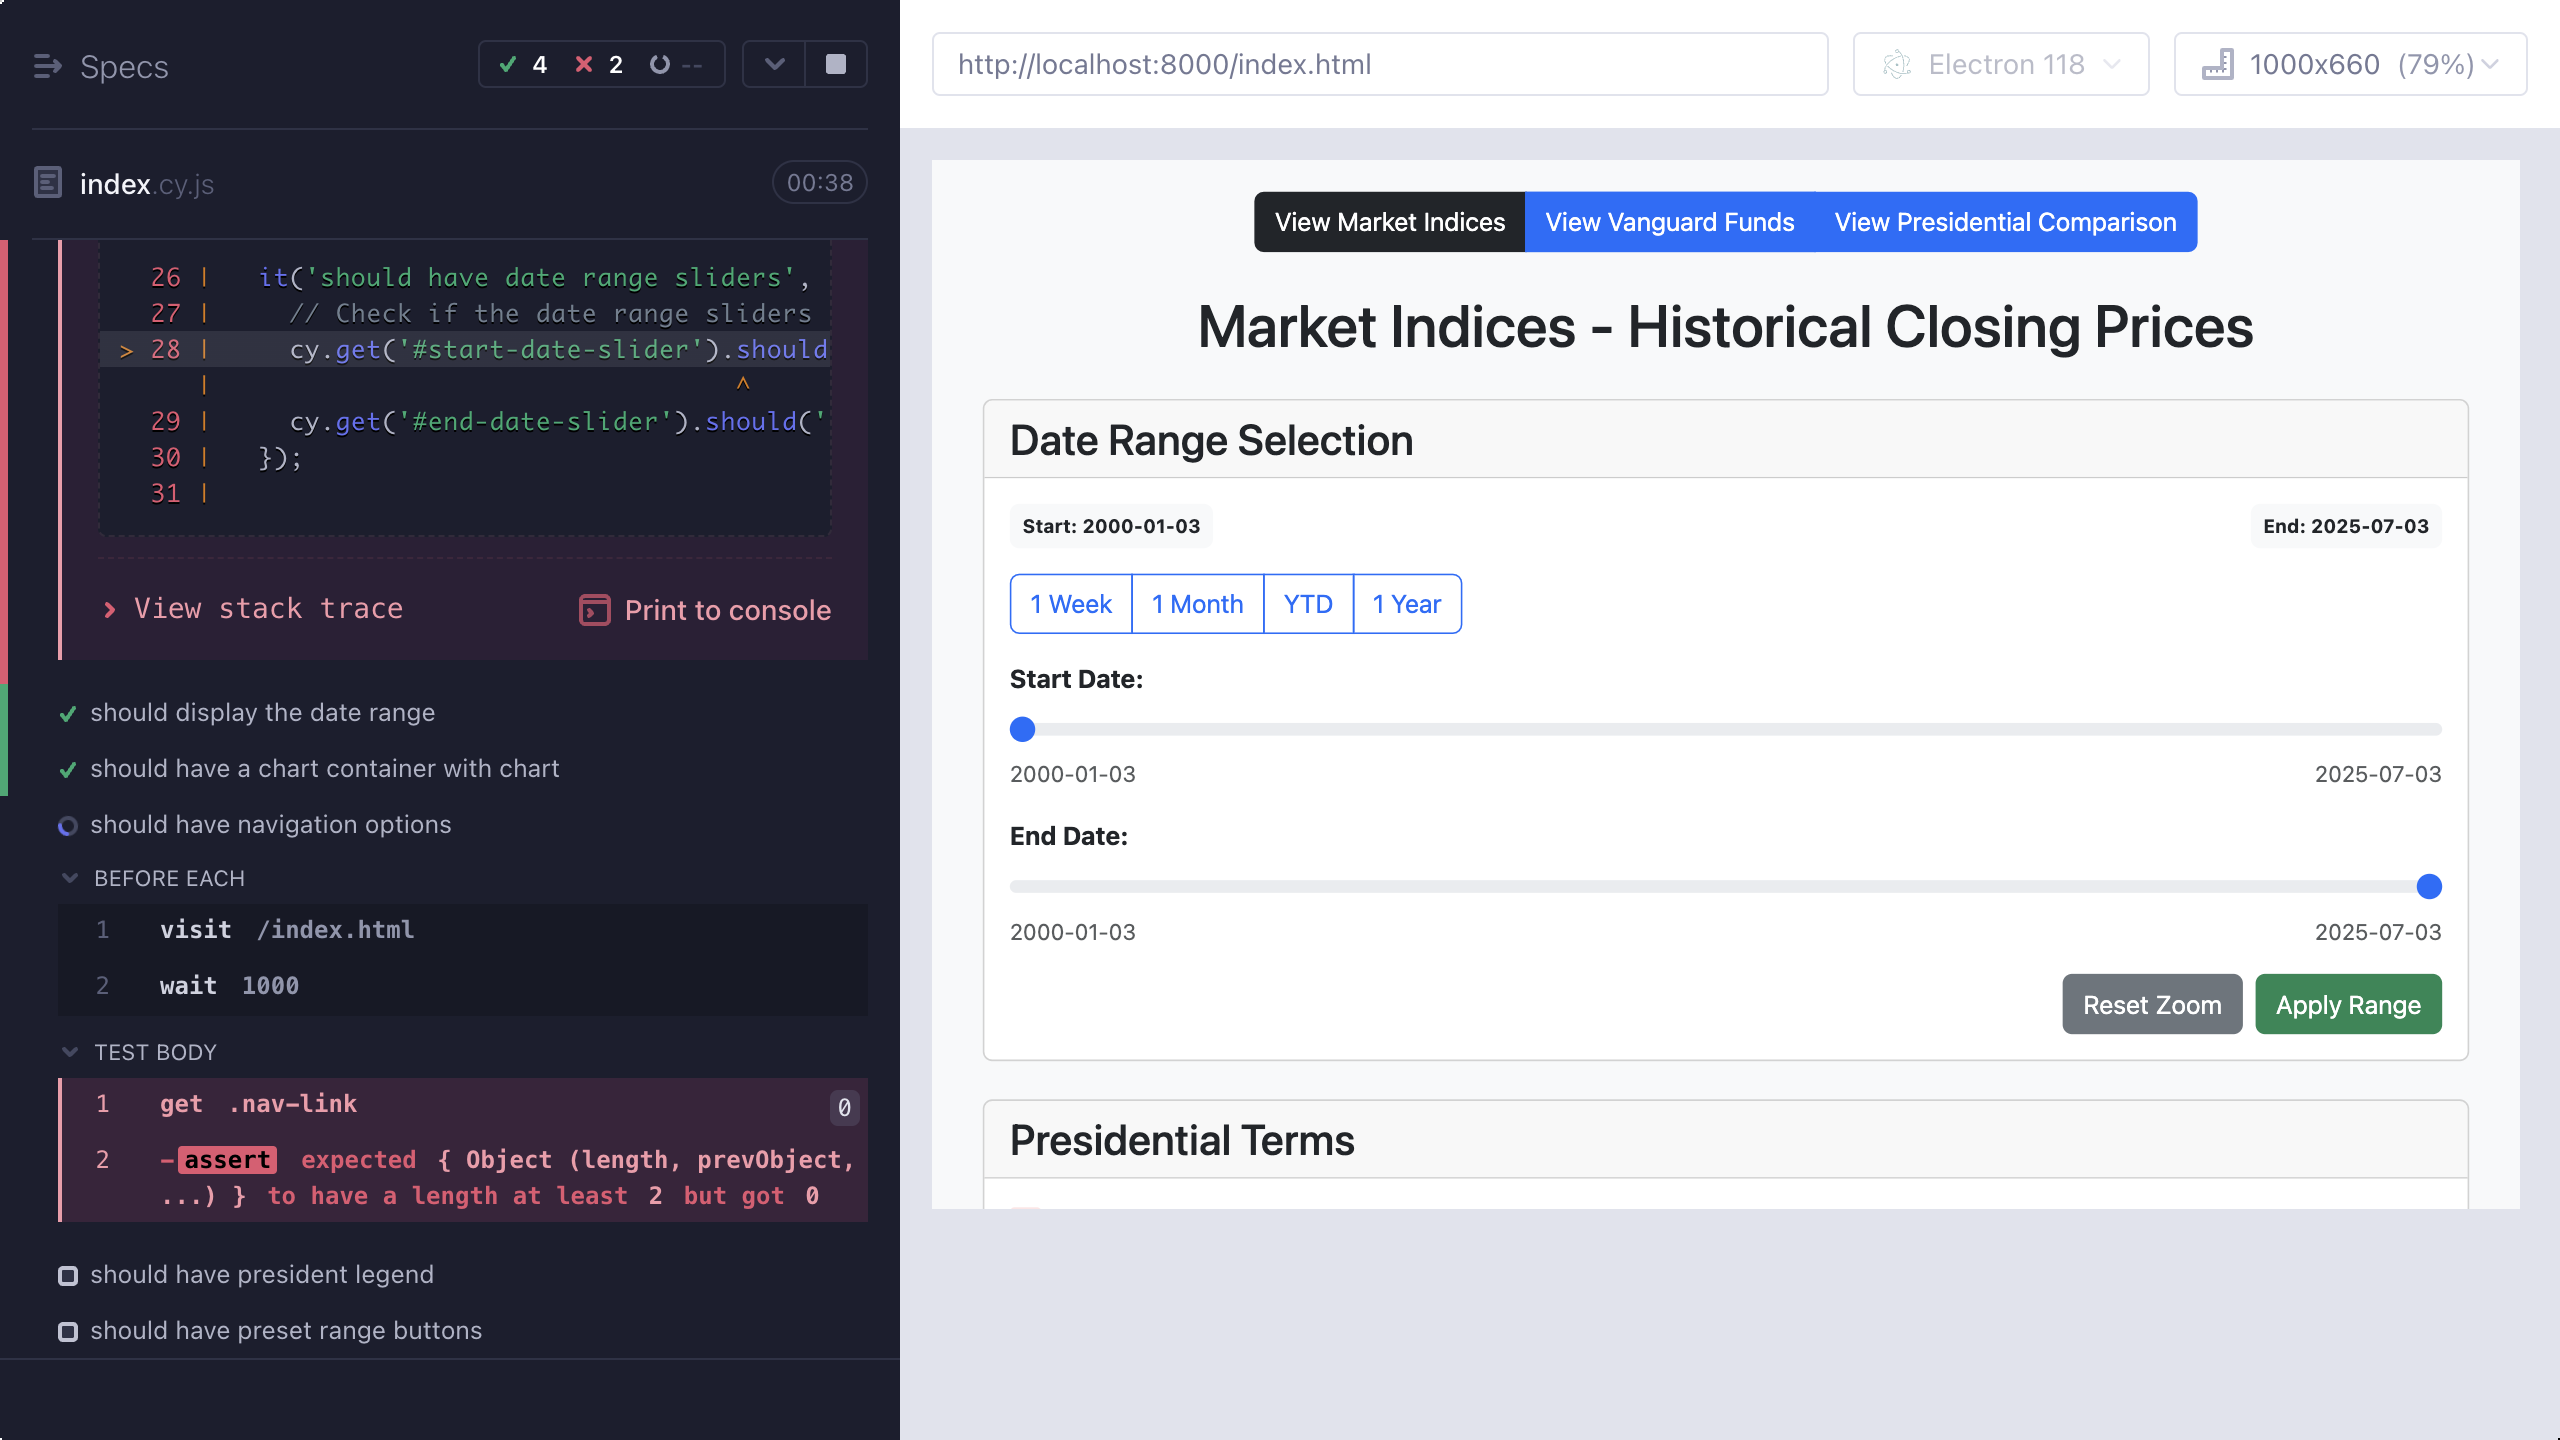 Specs
4 2 --
index.cy.js
00:38
26 | it('should have date range sliders',
27 | // Check if the date range sliders
> 28 | cy.get('#start-date-slider').should
| ^
29 | cy.get('#end-date-slider').should('
30 | });
31 |
View stack trace
Print to console
should display the date range
should have a chart container with chart
should have navigation options
BEFORE EACH
1 visit /index.html
2 wait 1000
TEST BODY
1 get .nav-link 0
2 -assert expected { Object (length, prevObject,
...) } to have a length at least 2 but got 0
should have president legend
should have preset range buttons
http://localhost:8000/index.html
Electron 118
1000x660 (79%)
View Market Indices View Vanguard Funds View Presidential Comparison
Market Indices - Historical Closing Prices
Date Range Selection
Start: 2000-01-03
End: 2025-07-03
1 Week 1 Month YTD 1 Year
Start Date:
2000-01-03 2025-07-03
End Date:
2000-01-03 2025-07-03
Reset Zoom Apply Range
Presidential Terms